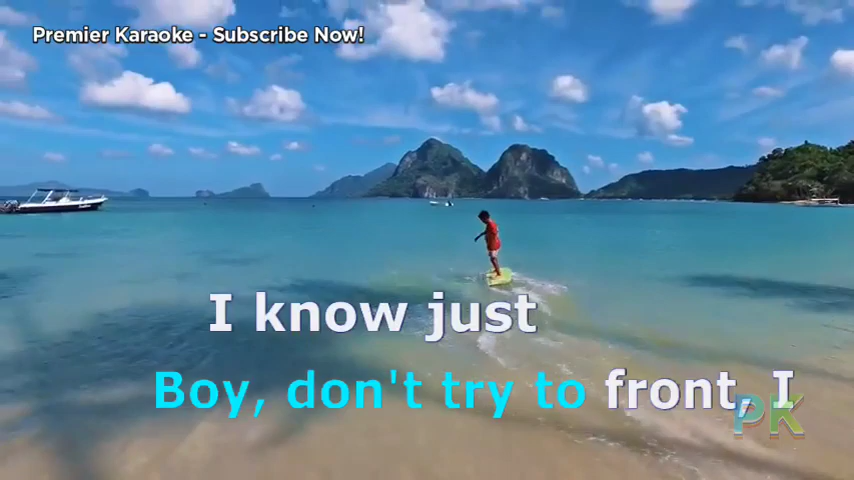 Premier Karaoke - Subscribe Now!
I know just
Boy, don't try to front, I
PK